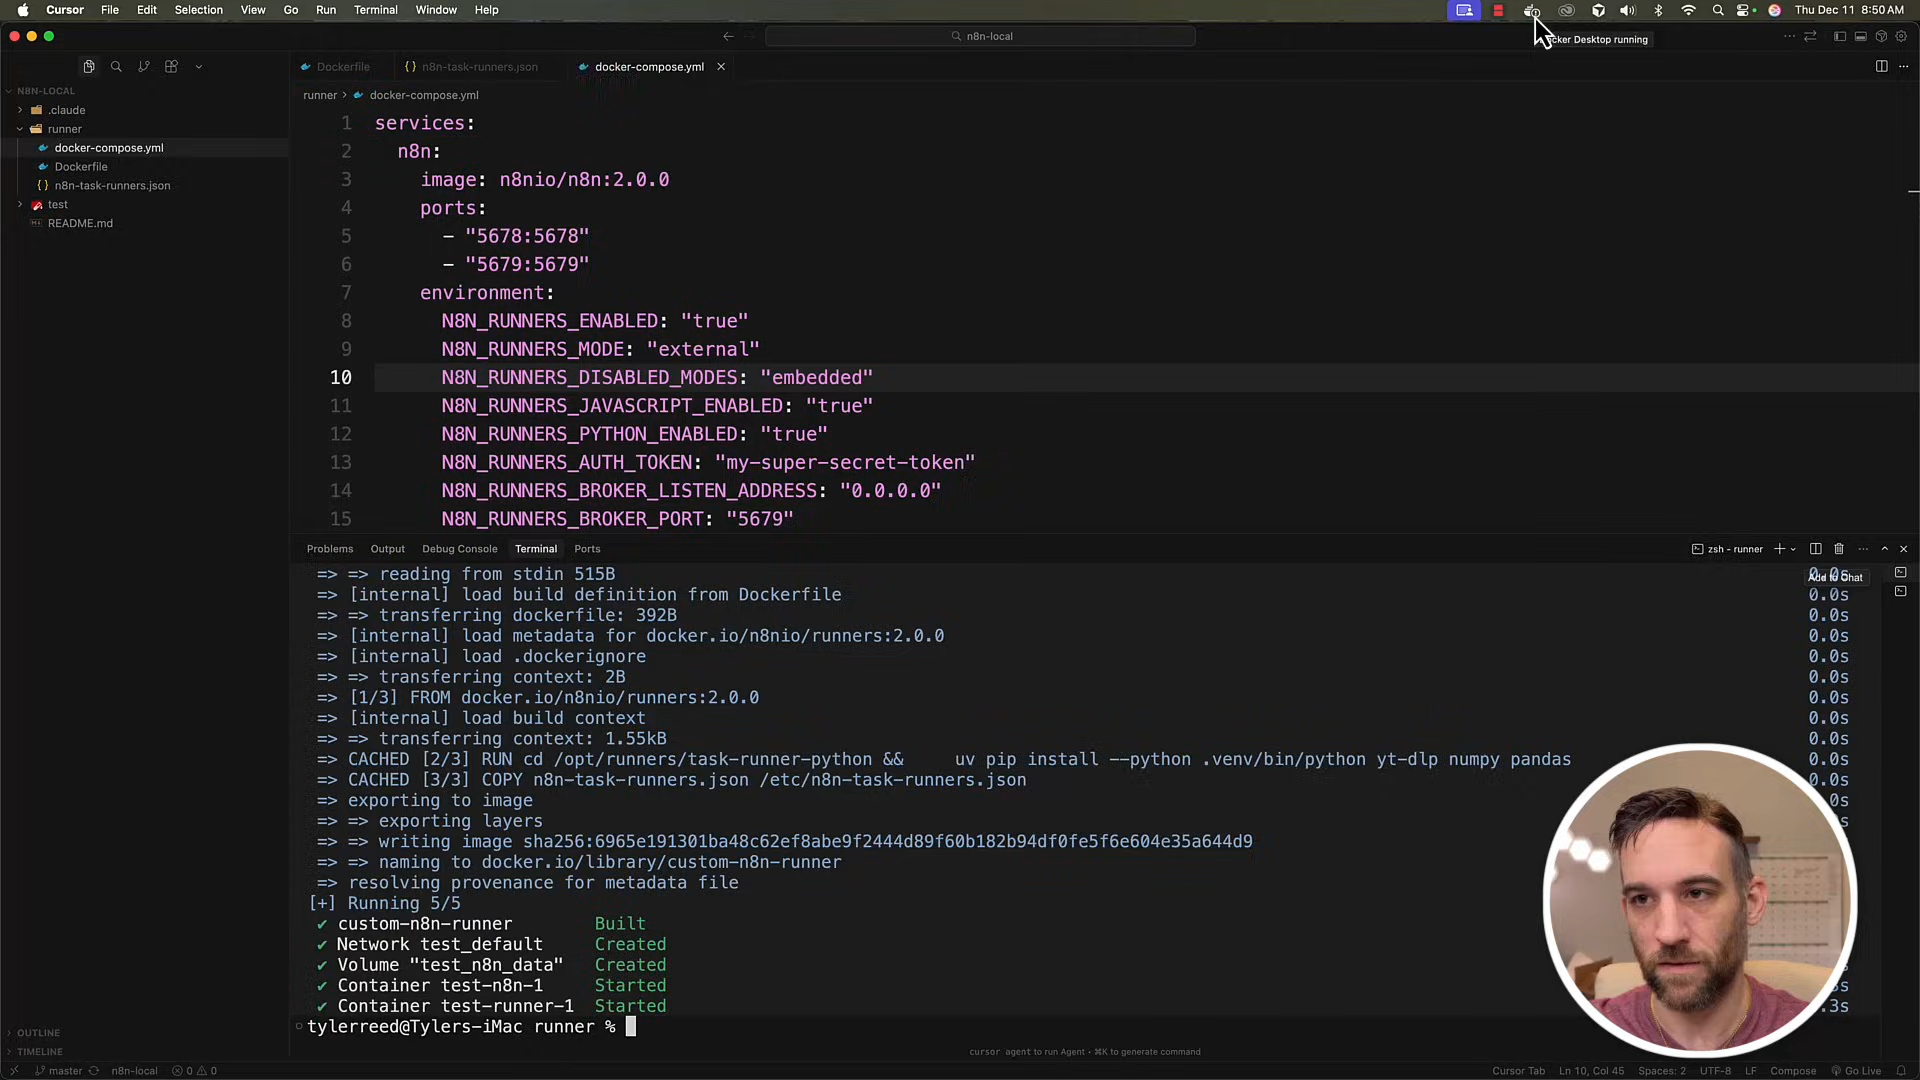 Cursor File Edit Selection View Go Run Terminal Window Help
Thu Dec 11 8:50 AM
n8n-local
cker Desktop running
Dockerfile
n8n-task-runners.json
docker-compose.yml
N8N-LOCAL
.claude
runner
docker-compose.yml
Dockerfile
n8n-task-runners.json
test
README.md
runner > docker-compose.yml
1 services:
2 n8n:
3 image: n8nio/n8n:2.0.0
4 ports:
5 - "5678:5678"
6 - "5679:5679"
7 environment:
8 N8N_RUNNERS_ENABLED: "true"
9 N8N_RUNNERS_MODE: "external"
10 N8N_RUNNERS_DISABLED_MODES: "embedded"
11 N8N_RUNNERS_JAVASCRIPT_ENABLED: "true"
12 N8N_RUNNERS_PYTHON_ENABLED: "true"
13 N8N_RUNNERS_AUTH_TOKEN: "my-super-secret-token"
14 N8N_RUNNERS_BROKER_LISTEN_ADDRESS: "0.0.0.0"
15 N8N_RUNNERS_BROKER_PORT: "5679"
Problems Output Debug Console Terminal Ports
zsh - runner
=> => reading from stdin 515B 0.0s
Add to Chat
=> [internal] load build definition from Dockerfile 0.0s
=> => transferring dockerfile: 392B 0.0s
=> [internal] load metadata for docker.io/n8nio/runners:2.0.0 0.0s
=> [internal] load .dockerignore 0.0s
=> => transferring context: 2B 0.0s
=> [1/3] FROM docker.io/n8nio/runners:2.0.0 0.0s
=> [internal] load build context 0.0s
=> => transferring context: 1.55kB 0.0s
=> CACHED [2/3] RUN cd /opt/runners/task-runner-python && uv pip install --python .venv/bin/python yt-dlp numpy pandas 0.0s
=> CACHED [3/3] COPY n8n-task-runners.json /etc/n8n-task-runners.json 0.0s
=> exporting to image 0.0s
=> => exporting layers
=> => writing image sha256:6965e191301ba48c62ef8abe9f2444d89f60b182b94df0fe5f6e604e35a644d9
=> => naming to docker.io/library/custom-n8n-runner
=> resolving provenance for metadata file
[+] Running 5/5
✔ custom-n8n-runner Built
✔ Network test_default Created
✔ Volume "test_n8n_data" Created
✔ Container test-n8n-1 Started
✔ Container test-runner-1 Started .3s
tylerreed@Tylers-iMac runner %
cursor agent to run Agent • ⌘K to generate command
OUTLINE
TIMELINE
master n8n-local 0 0
Cursor Tab Ln 10, Col 45 Spaces: 2 UTF-8 LF Compose Go Live